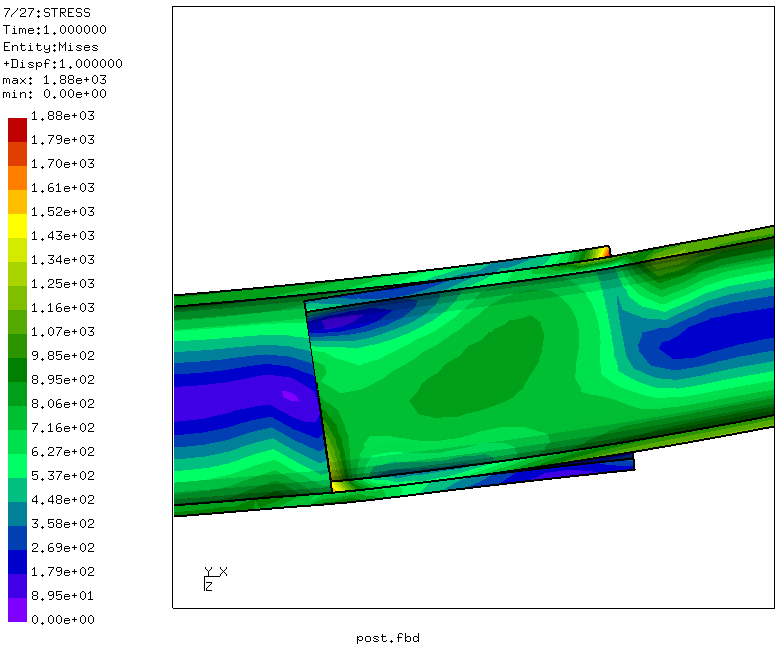 7/27:STRESS
Time:1.000000
Entity:Mises
+Dispf:1.000000
max: 1.88e+03
min: 0.00e+00
1.88e+03
1.79e+03
1.70e+03
1.61e+03
1.52e+03
1.43e+03
1.34e+03
1.25e+03
1.16e+03
1.07e+03
9.85e+02
8.95e+02
8.06e+02
7.16e+02
6.27e+02
5.37e+02
4.48e+02
3.58e+02
2.69e+02
1.79e+02
8.95e+01
0.00e+00
Y X
Z
post.fbd